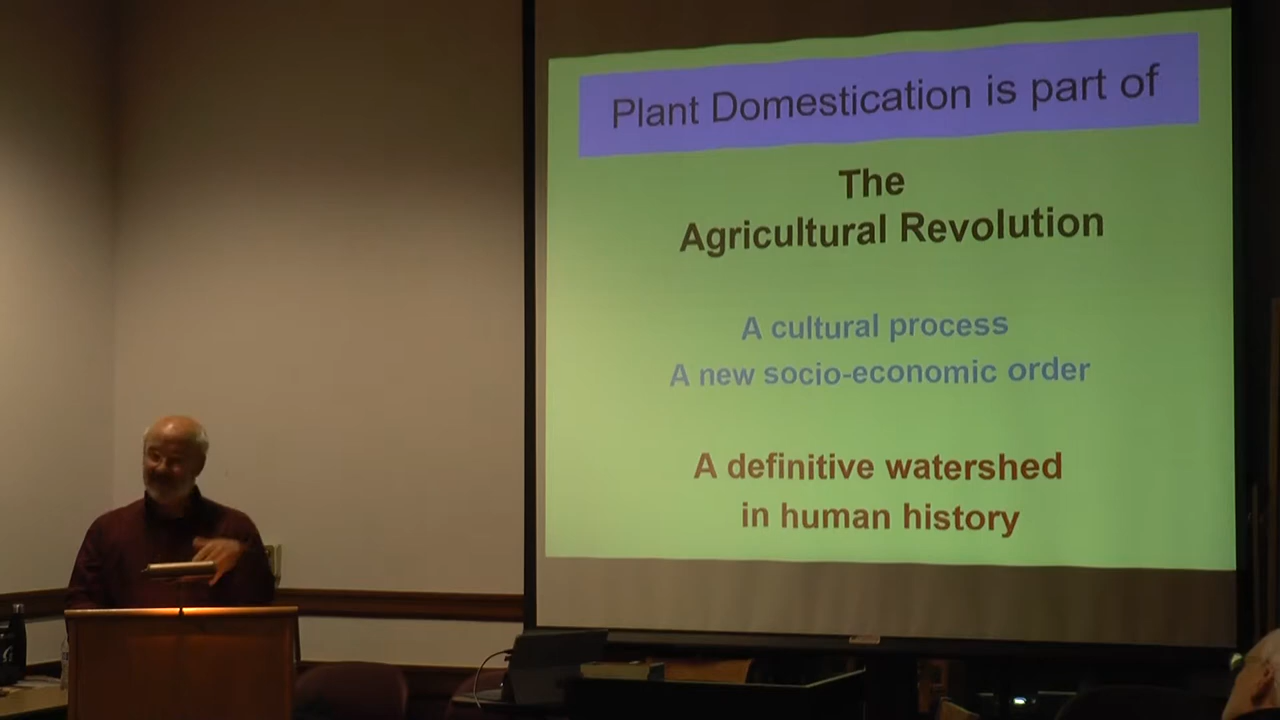 Plant Domestication is part of
The
Agricultural Revolution
A cultural process
A new socio-economic order
A definitive watershed
in human history